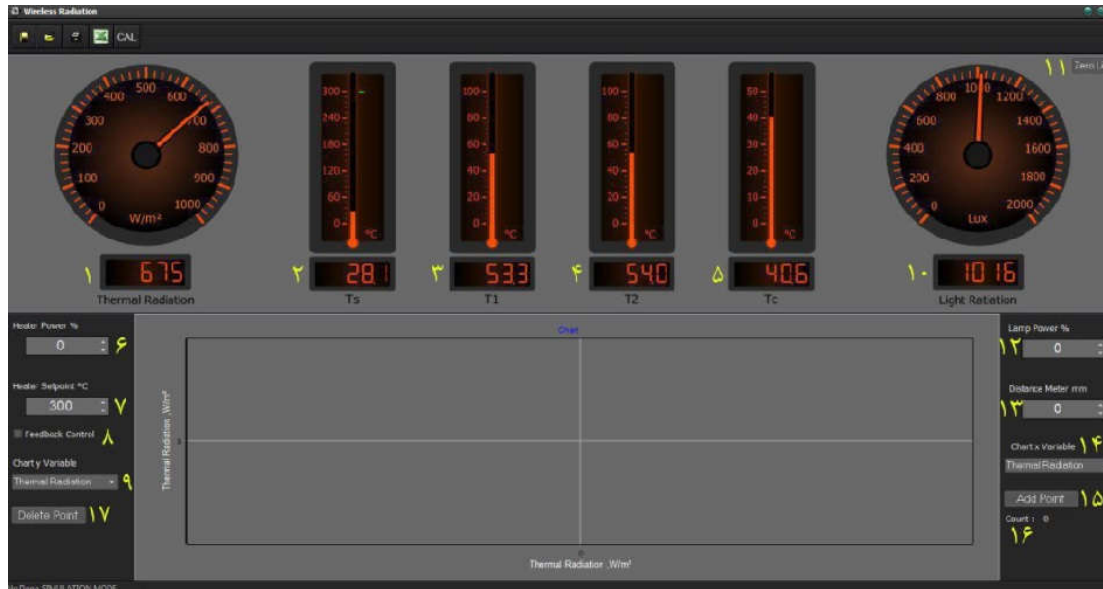 Wireless Radiation
CAL
۱۱ Zero
0 100 200 300 400 500 600 700 800 900 1000
W/m²
300 240 180 120 60 0
°C
100 80 60 40 20 0
°C
100 80 60 40 20 0
°C
50 40 30 20 10 0
°C
0 200 400 600 800 1000 1200 1400 1600 1800 2000
Lux
۱ 675
۲ 28.1
۳ 53.3
۴ 54.0
۵ 40.6
۱۰ 1016
Thermal Radiation
Ts
T1
T2
Tc
Light Ratiation
Heater Power %
0 ۶
Heater Setpoint °C
300 ۷
Feedback Control ۸
Chart y Variable
Thermal Radiation ۹
Delete Point ۱۷
Chart
Thermal Radiation ,W/m²
0
Thermal Radiation ,W/m²
Lamp Power %
۱۲ 0
Distance Meter mm
۱۳ 0
Chart x Variable ۱۴
Thermal Radiation
Add Point ۱۵
Count : 0
۱۶
SIMULATION MODE